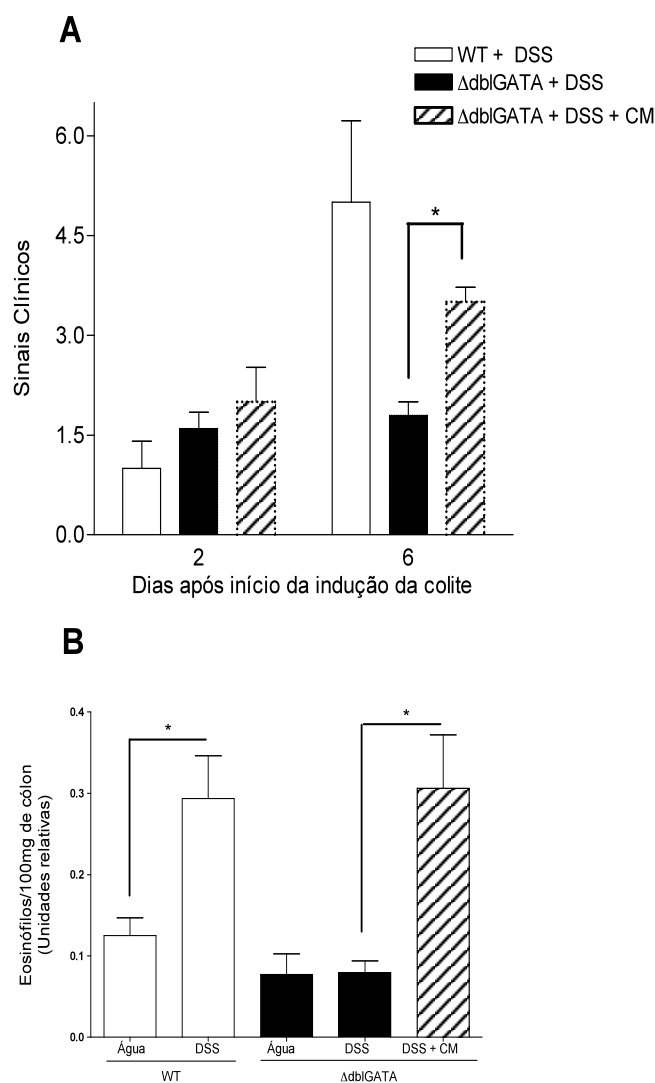 A
WT + DSS
ΔdblGATA + DSS
ΔdblGATA + DSS + CM
6.0
4.5
3.0
1.5
0.0
Sinais Clínicos
*
2
6
Dias após início da indução da colite
B
0.4
0.3
0.2
0.1
0.0
Eosinófilos/100mg de cólon
(Unidades relativas)
*
*
Água
DSS
Água
DSS
DSS + CM
WT
ΔdblGATA